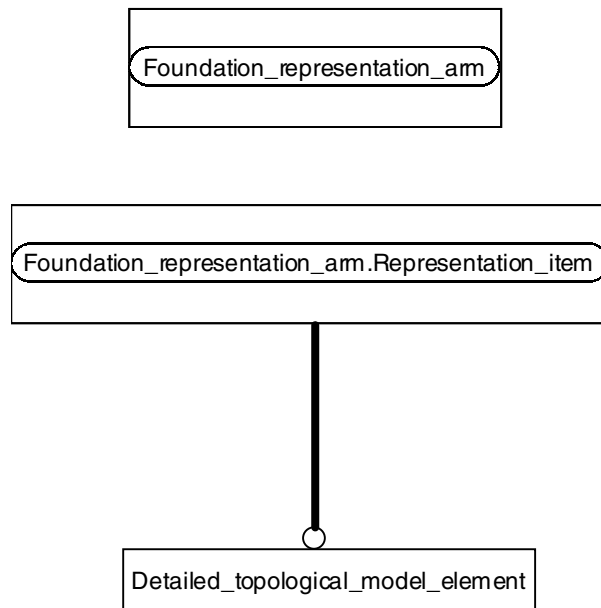 Foundation_representation_arm
Foundation_representation_arm.Representation_item
Detailed_topological_model_element